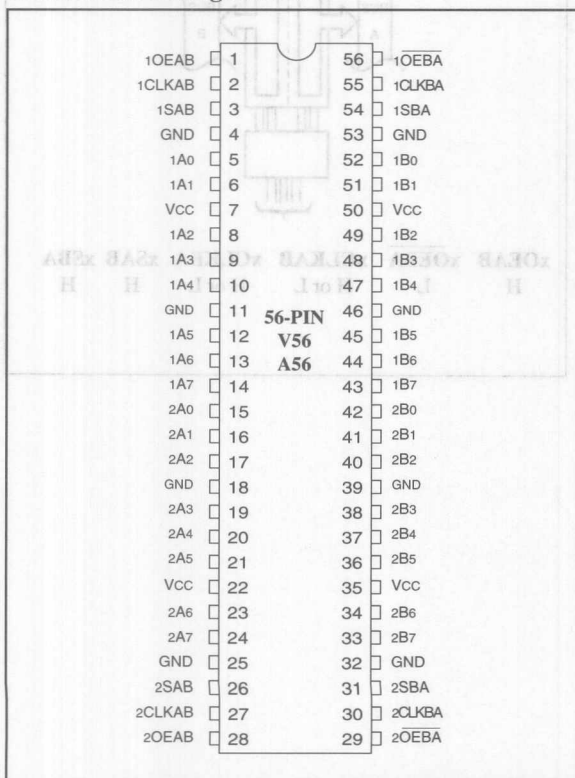 1OEAB 1 56 1O̅E̅B̅A̅
1CLKAB 2 55 1CLKBA
1SAB 3 54 1SBA
GND 4 53 GND
1A0 5 52 1B0
1A1 6 51 1B1
VCC 7 50 VCC
1A2 8 49 1B2
1A3 9 48 1B3
1A4 10 47 1B4
GND 11 46 GND
56-PIN
1A5 12 45 1B5
V56
1A6 13 44 1B6
A56
1A7 14 43 1B7
2A0 15 42 2B0
2A1 16 41 2B1
2A2 17 40 2B2
GND 18 39 GND
2A3 19 38 2B3
2A4 20 37 2B4
2A5 21 36 2B5
VCC 22 35 VCC
2A6 23 34 2B6
2A7 24 33 2B7
GND 25 32 GND
2SAB 26 31 2SBA
2CLKAB 27 30 2CLKBA
2OEAB 28 29 2O̅E̅B̅A̅